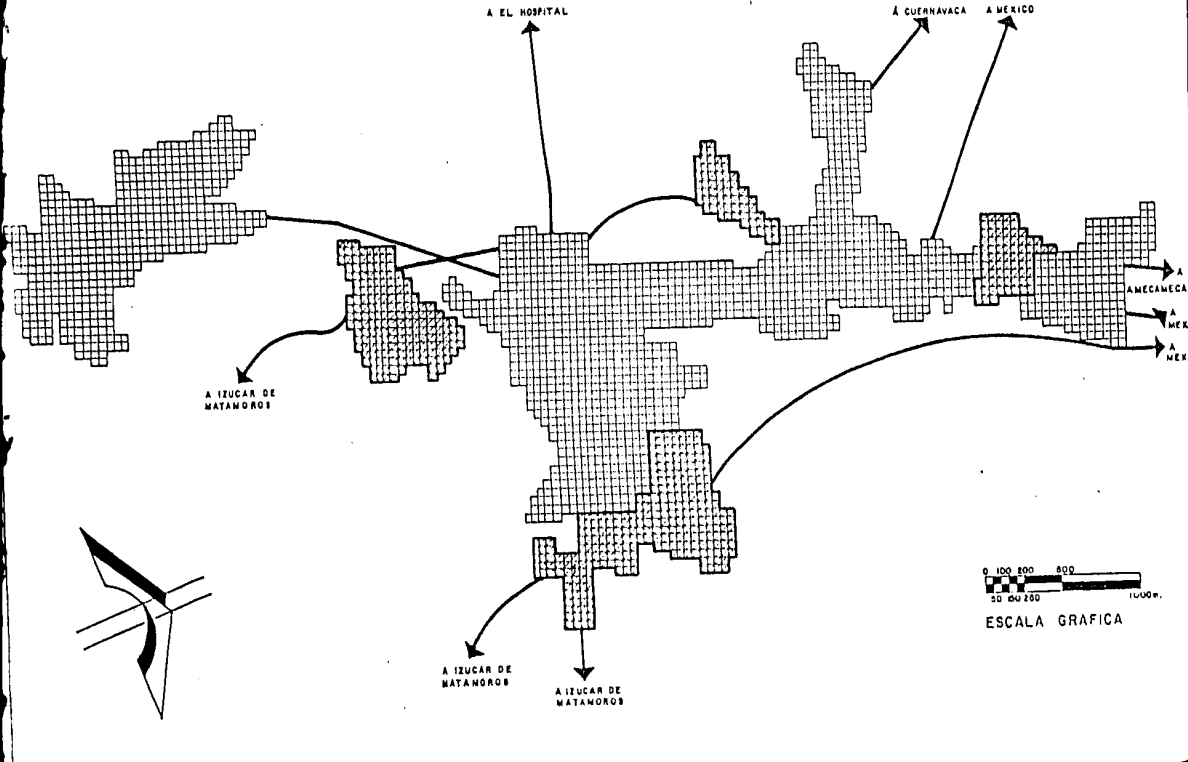 A EL HOSPITAL
A CUERNAVACA
A MEXICO
A
AMECAMECA
A
MEX
A
MEX
A IZUCAR DE
MATAMOROS
0 100 200 600
50 150 250 1000m.
ESCALA GRAFICA
A IZUCAR DE
MATAMOROS
A IZUCAR DE
MATAMOROS